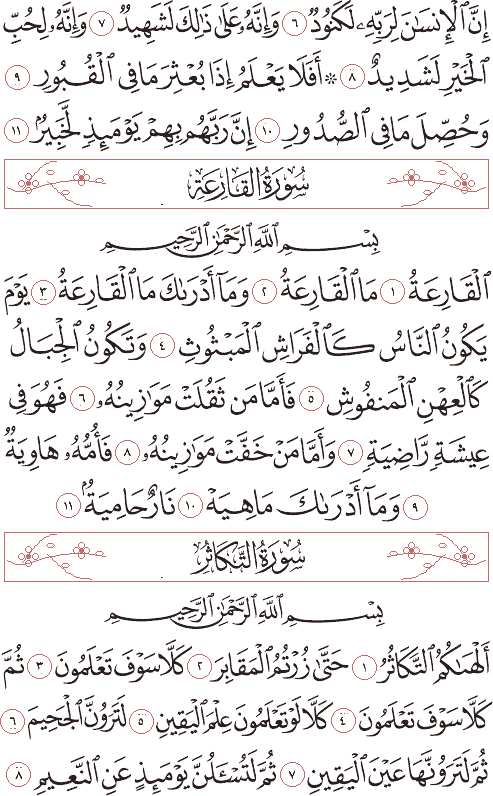 إِنَّ ٱلْإِنسَٰنَ لِرَبِّهِۦ لَكَنُودٌ ٦ وَإِنَّهُۥ عَلَىٰ ذَٰلِكَ لَشَهِيدٌ ٧ وَإِنَّهُۥ لِحُبِّ
ٱلْخَيْرِ لَشَدِيدٌ ٨ ۞ أَفَلَا يَعْلَمُ إِذَا بُعْثِرَ مَا فِى ٱلْقُبُورِ ٩
وَحُصِّلَ مَا فِى ٱلصُّدُورِ ١٠ إِنَّ رَبَّهُم بِهِمْ يَوْمَئِذٍ لَّخَبِيرٌۢ ١١
سُورَةُ القَارِعَةِ
بِسْمِ ٱللَّهِ ٱلرَّحْمَٰنِ ٱلرَّحِيمِ
ٱلْقَارِعَةُ ١ مَا ٱلْقَارِعَةُ ٢ وَمَآ أَدْرَىٰكَ مَا ٱلْقَارِعَةُ ٣ يَوْمَ
يَكُونُ ٱلنَّاسُ كَٱلْفَرَاشِ ٱلْمَبْثُوثِ ٤ وَتَكُونُ ٱلْجِبَالُ
كَٱلْعِهْنِ ٱلْمَنفُوشِ ٥ فَأَمَّا مَن ثَقُلَتْ مَوَٰزِينُهُۥ ٦ فَهُوَ فِى
عِيشَةٍ رَّاضِيَةٍ ٧ وَأَمَّا مَنْ خَفَّتْ مَوَٰزِينُهُۥ ٨ فَأُمُّهُۥ هَاوِيَةٌ
٩ وَمَآ أَدْرَىٰكَ مَا هِيَهْ ١٠ نَارٌ حَامِيَةٌۢ ١١
سُورَةُ التَّكَاثُرِ
بِسْمِ ٱللَّهِ ٱلرَّحْمَٰنِ ٱلرَّحِيمِ
أَلْهَىٰكُمُ ٱلتَّكَاثُرُ ١ حَتَّىٰ زُرْتُمُ ٱلْمَقَابِرَ ٢ كَلَّا سَوْفَ تَعْلَمُونَ ٣ ثُمَّ
كَلَّا سَوْفَ تَعْلَمُونَ ٤ كَلَّا لَوْ تَعْلَمُونَ عِلْمَ ٱلْيَقِينِ ٥ لَتَرَوُنَّ ٱلْجَحِيمَ ٦
ثُمَّ لَتَرَوُنَّهَا عَيْنَ ٱلْيَقِينِ ٧ ثُمَّ لَتُسْـَٔلُنَّ يَوْمَئِذٍ عَنِ ٱلنَّعِيمِ ٨